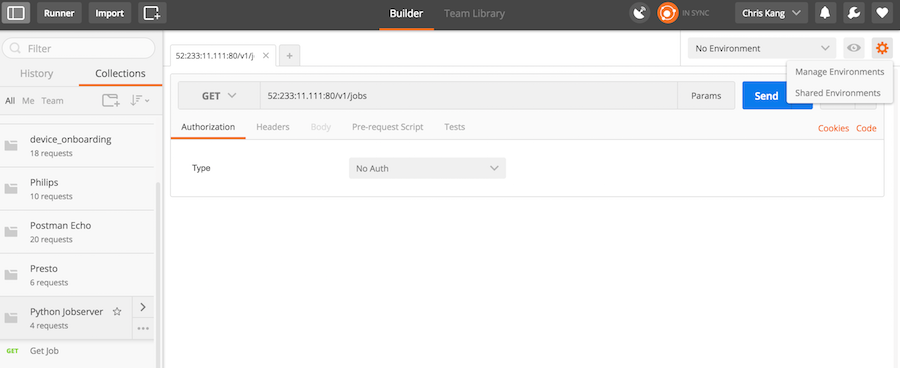 Runner Import Builder Team Library IN SYNC Chris Kang
Filter
History Collections
All Me Team
device_onboarding
18 requests
Philips
10 requests
Postman Echo
20 requests
Presto
6 requests
Python Jobserver
4 requests
GET Get Job
52:233:11.111:80/v1/j
No Environment
Manage Environments
Shared Environments
GET 52:233:11.111:80/v1/jobs Params Send
Authorization Headers Body Pre-request Script Tests Cookies Code
Type No Auth